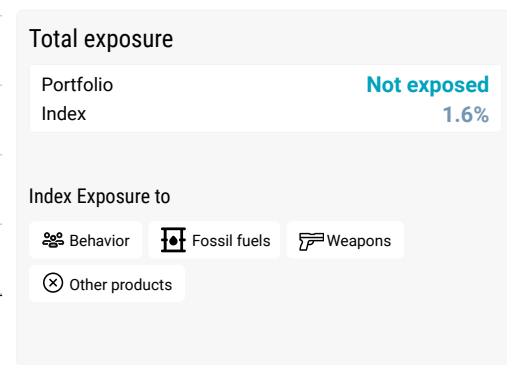 Total exposure
Portfolio Not exposed
Index 1.6%
Index Exposure to
Behavior Fossil fuels Weapons
Other products